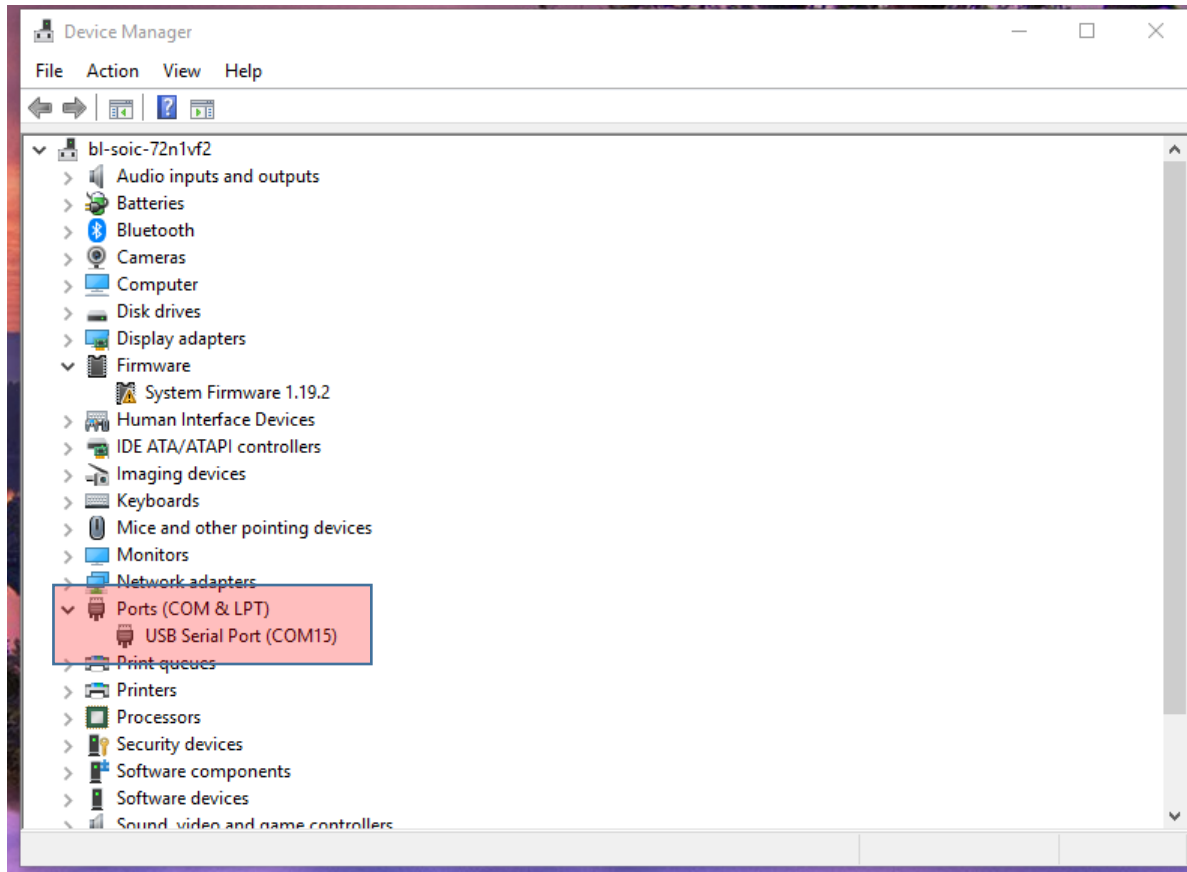 Device Manager
File Action View Help
bl-soic-72n1vf2
Audio inputs and outputs
Batteries
Bluetooth
Cameras
Computer
Disk drives
Display adapters
Firmware
System Firmware 1.19.2
Human Interface Devices
IDE ATA/ATAPI controllers
Imaging devices
Keyboards
Mice and other pointing devices
Monitors
Network adapters
Ports (COM & LPT)
USB Serial Port (COM15)
Print queues
Printers
Processors
Security devices
Software components
Software devices
Sound, video and game controllers